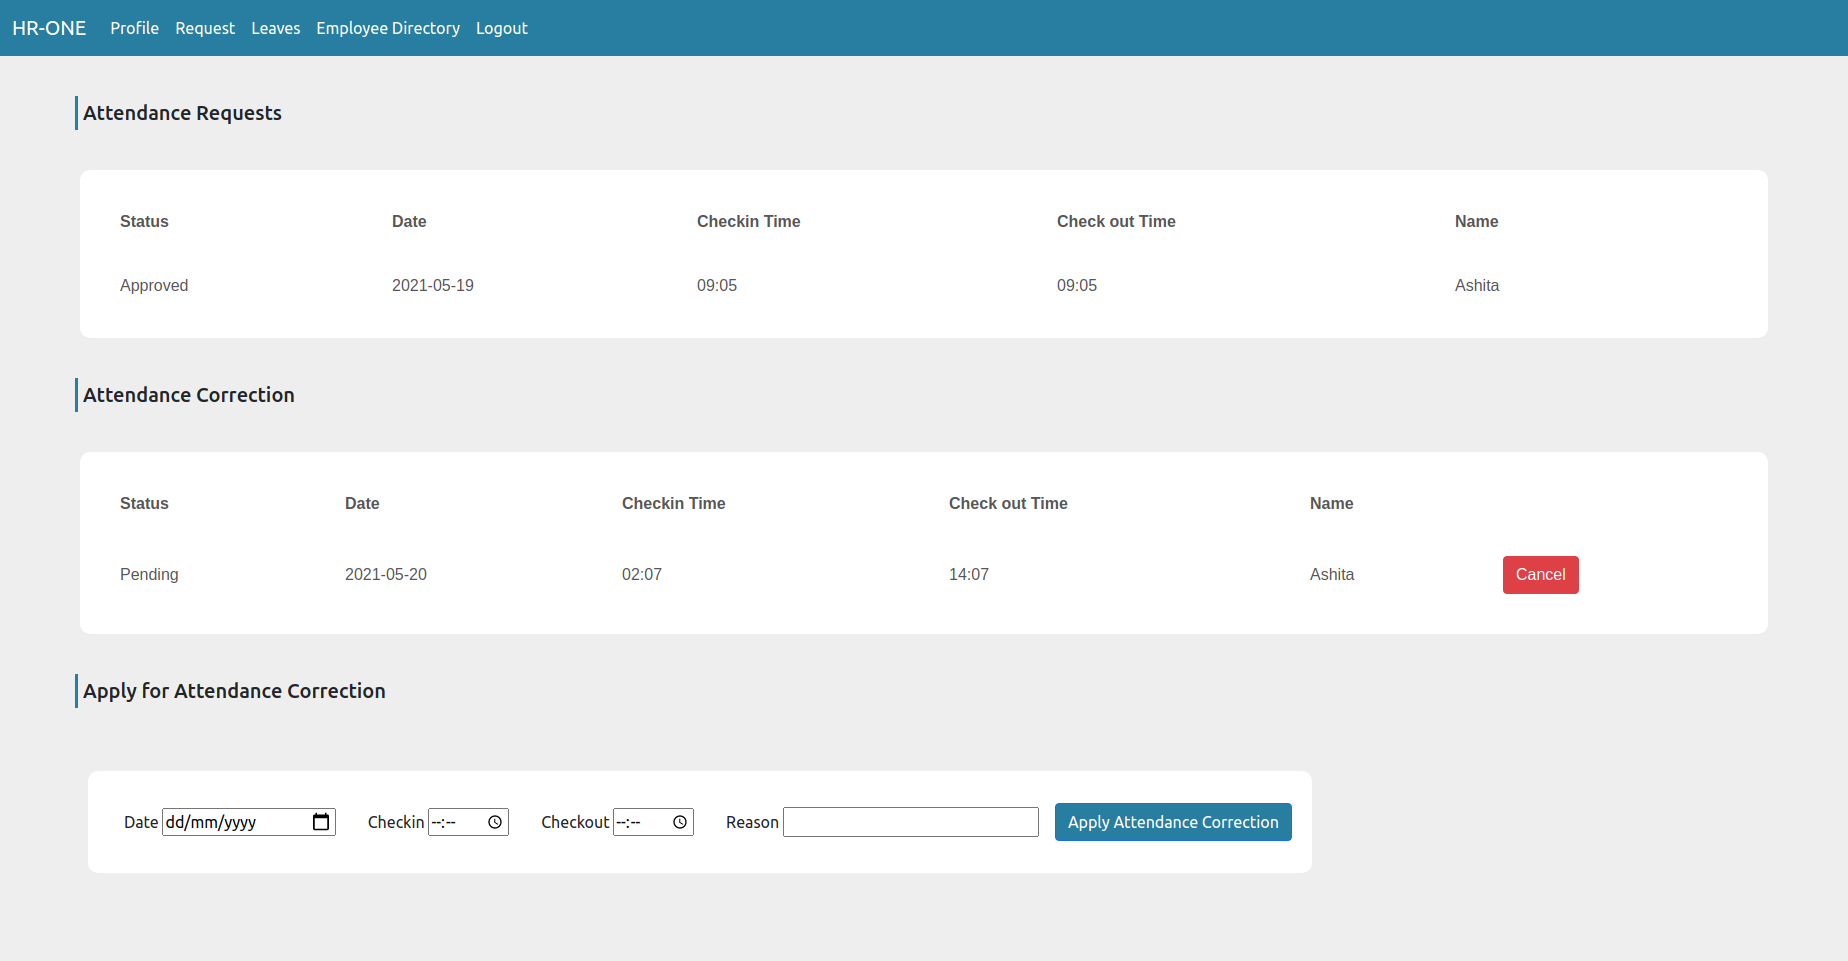 HR-ONE Profile Request Leaves Employee Directory Logout
Attendance Requests
Status Date Checkin Time Check out Time Name
Approved 2021-05-19 09:05 09:05 Ashita
Attendance Correction
Status Date Checkin Time Check out Time Name
Pending 2021-05-20 02:07 14:07 Ashita Cancel
Apply for Attendance Correction
Date dd/mm/yyyy Checkin --:-- Checkout --:-- Reason Apply Attendance Correction